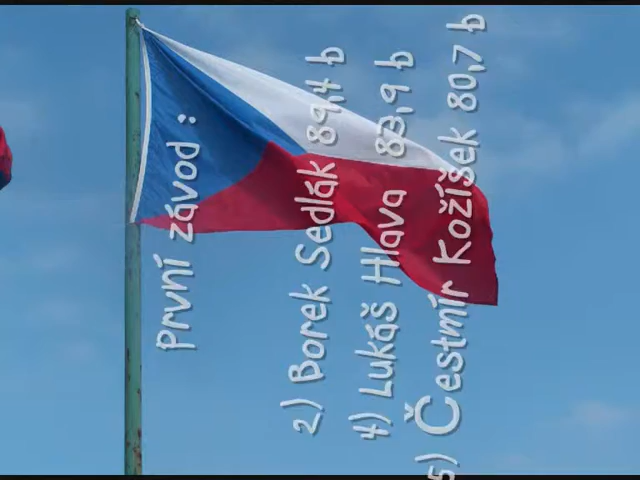 První závod :
2) Borek Sedlák 89,4 b
4) Lukáš Hlava 83,9 b
5) Čestmír Kožíšek 80,7 b